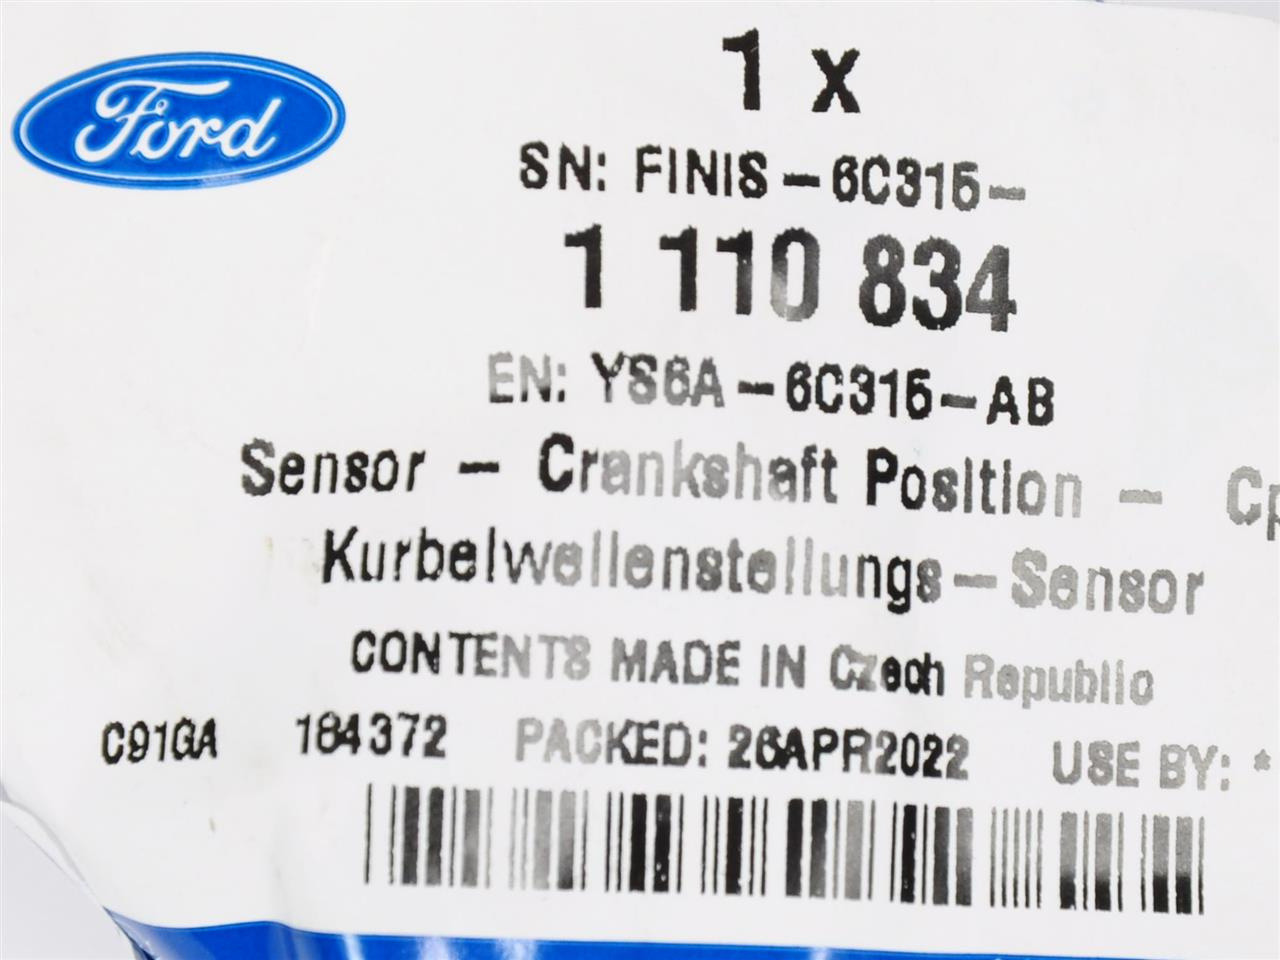 Ford
1 x
SN: FINIS-6C315-
1 110 834
EN: YS6A-6C315-AB
Sensor - Crankshaft Position - Cp
Kurbelwellenstellungs-Sensor
CONTENTS MADE IN Czech Republic
C91GA 184372 PACKED: 26APR2022 USE BY: *